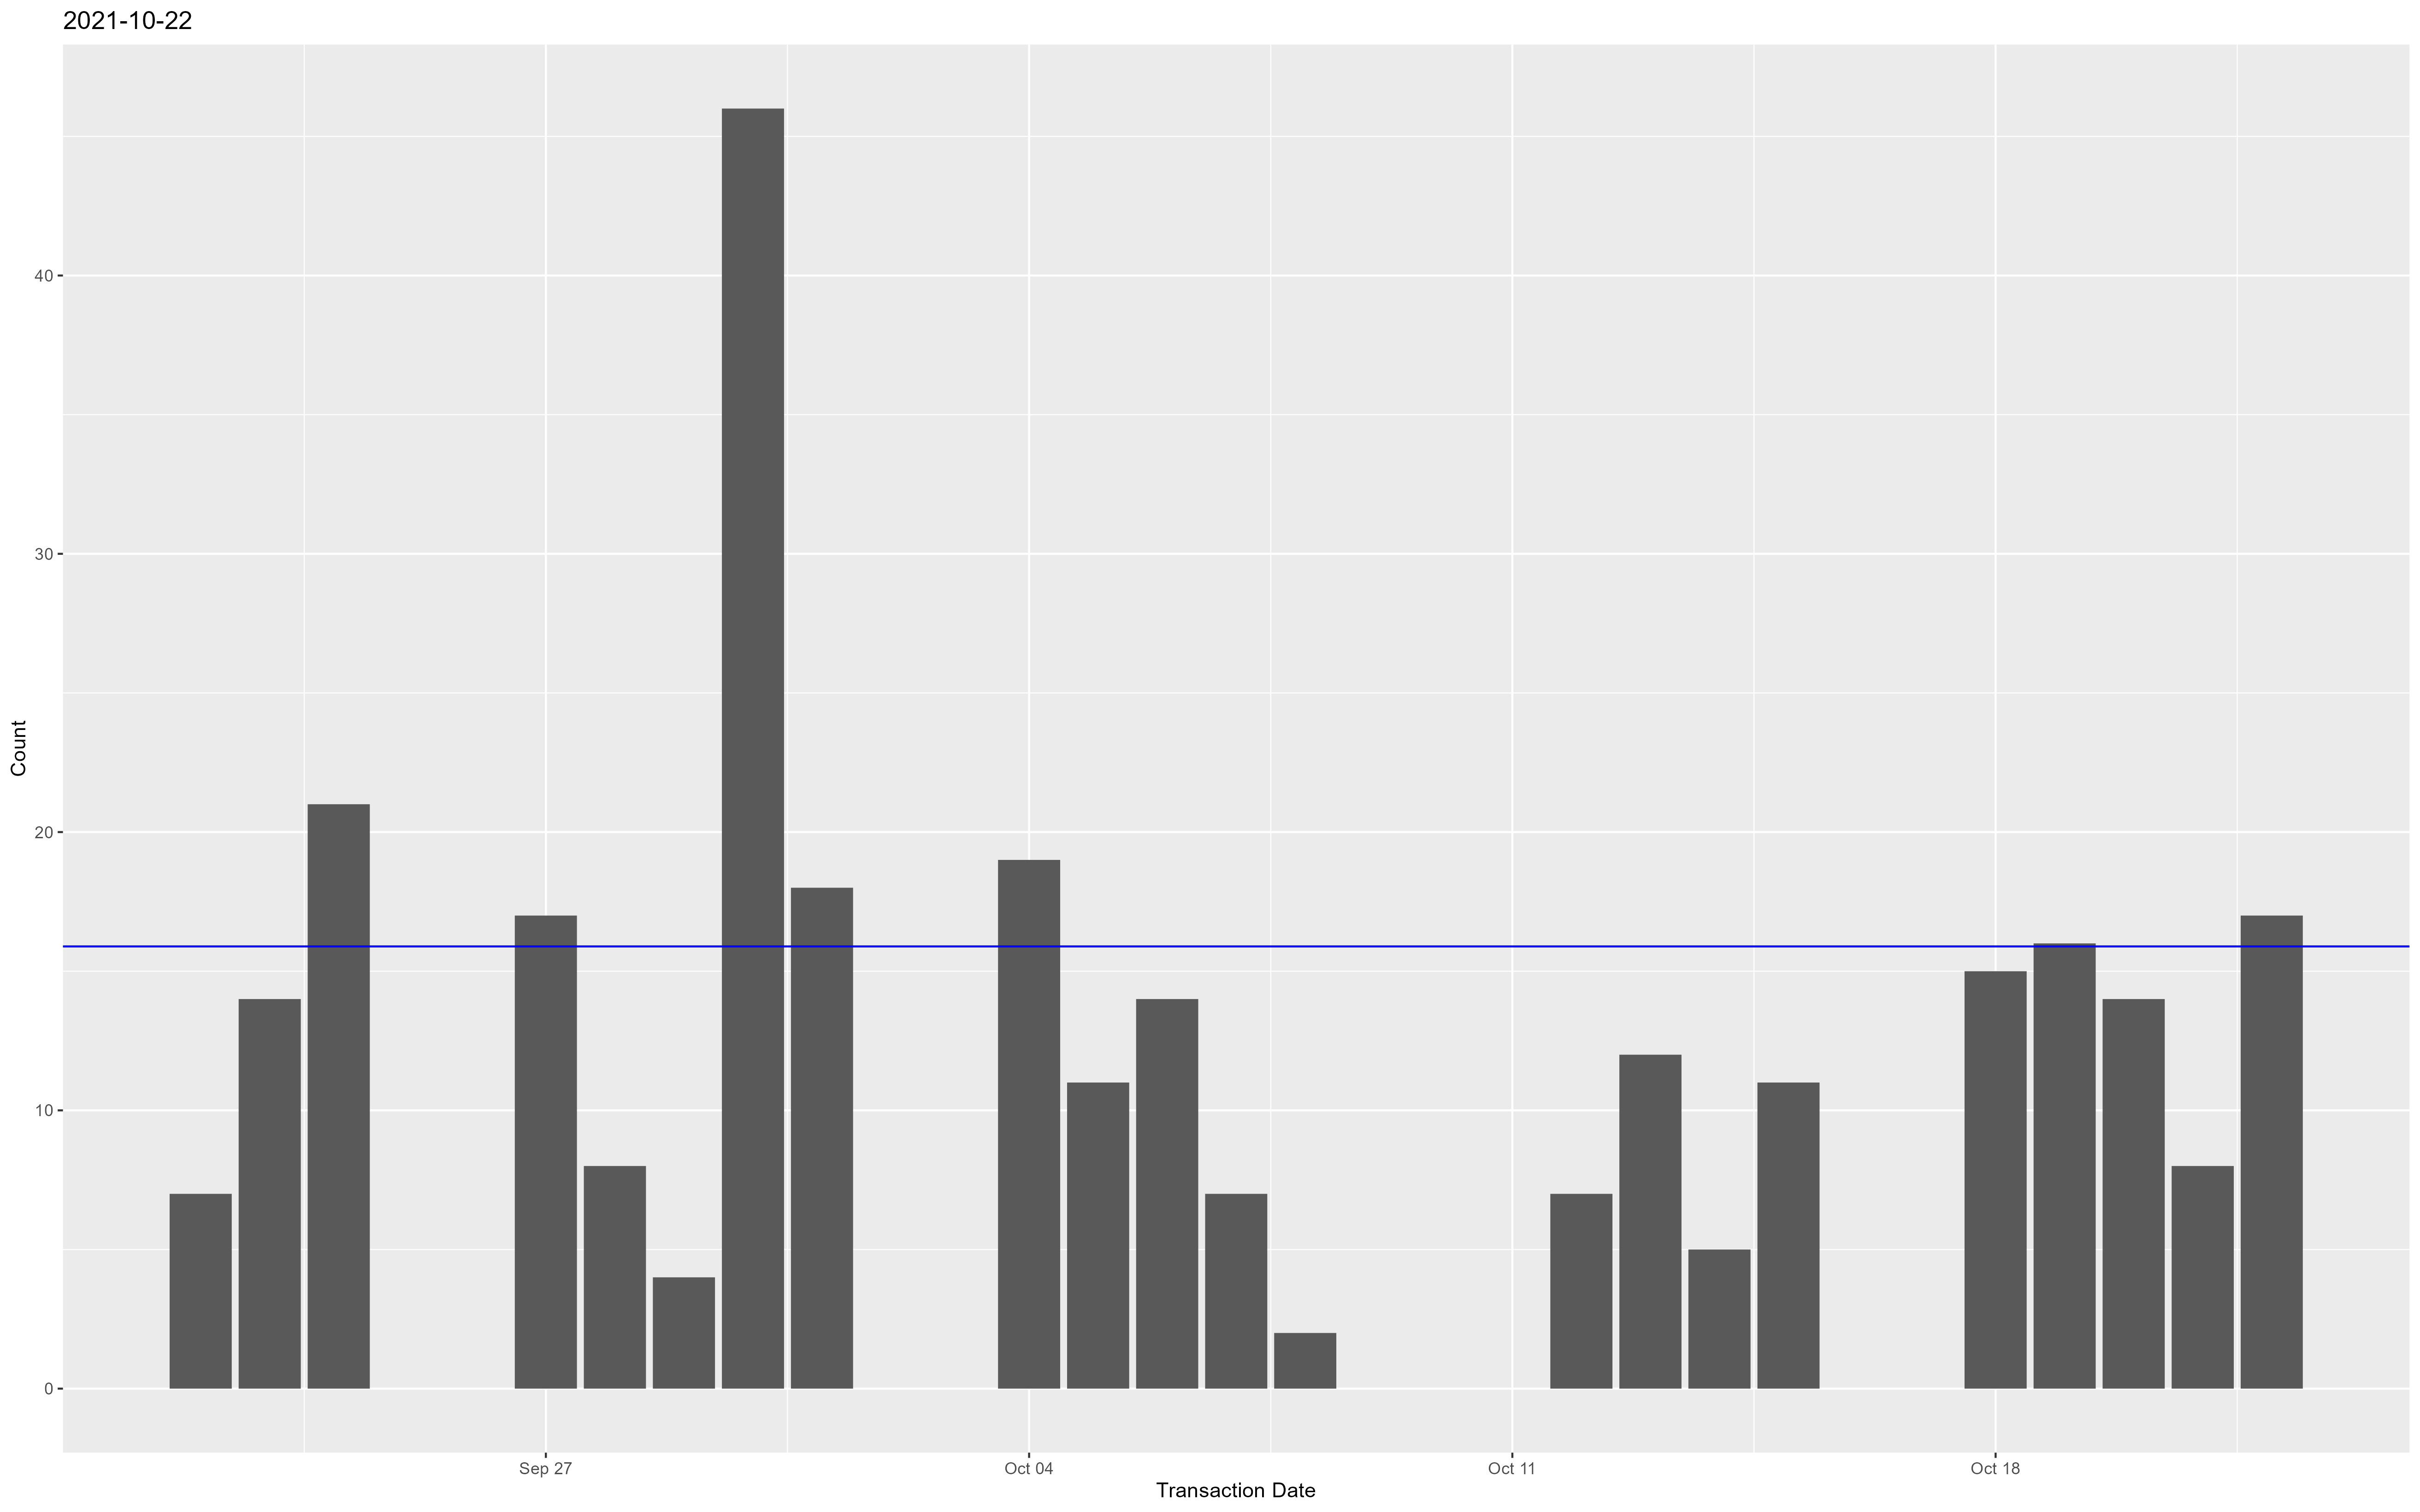 2021-10-22
Count
40
30
20
10
0
Sep 27
Oct 04
Oct 11
Oct 18
Transaction Date